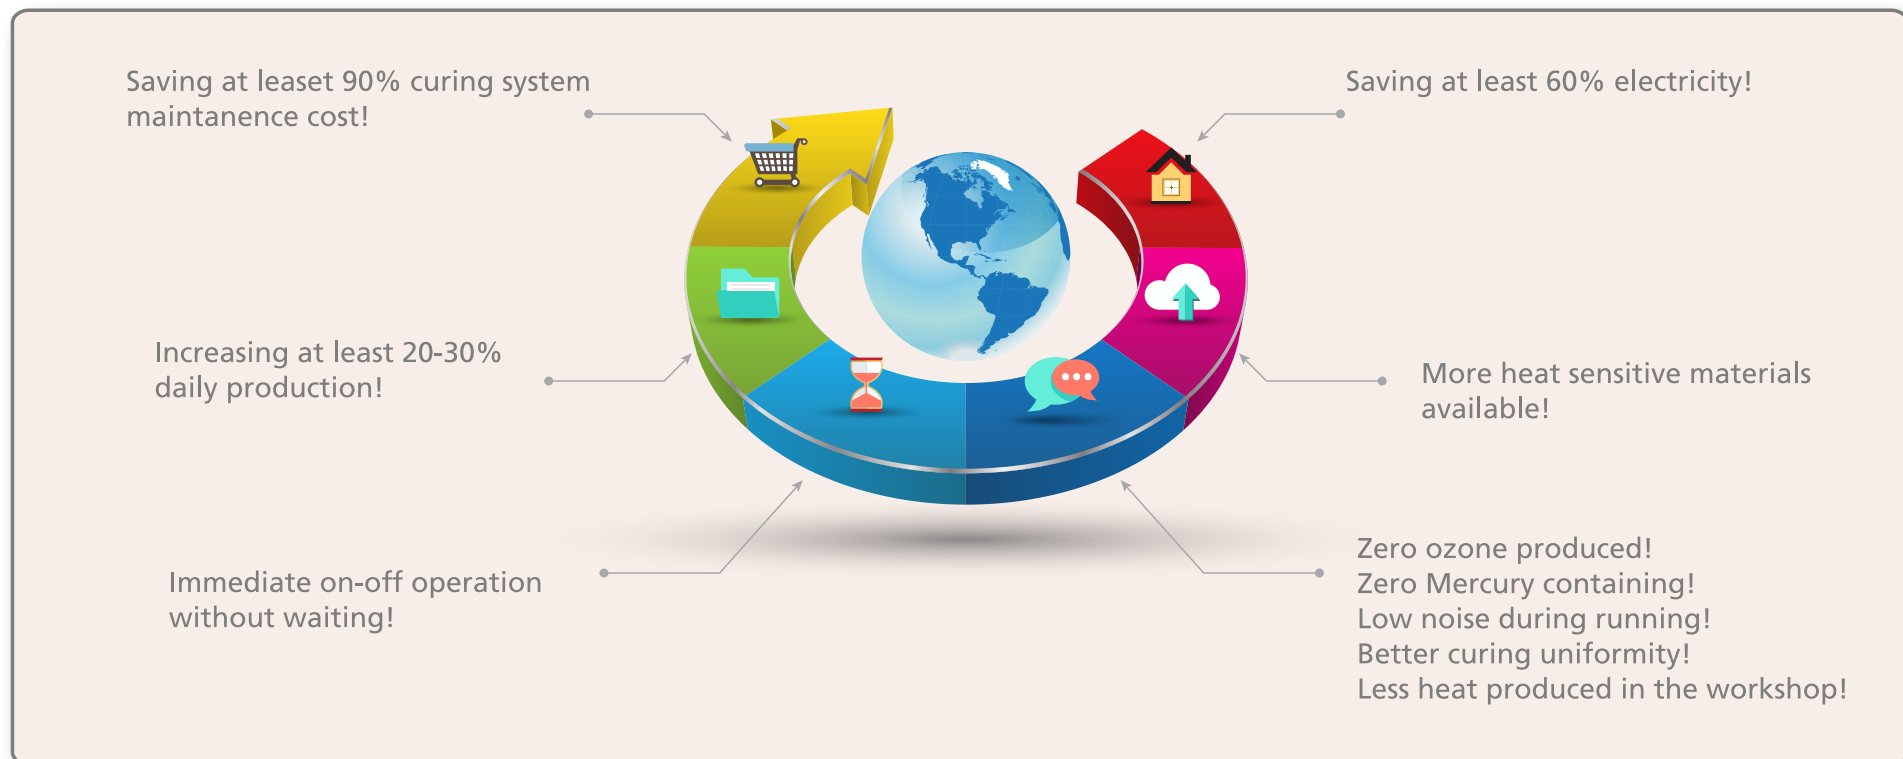 Saving at leaset 90% curing system
maintanence cost!
Saving at least 60% electricity!
Increasing at least 20-30%
daily production!
More heat sensitive materials
available!
Immediate on-off operation
without waiting!
Zero ozone produced!
Zero Mercury containing!
Low noise during running!
Better curing uniformity!
Less heat produced in the workshop!